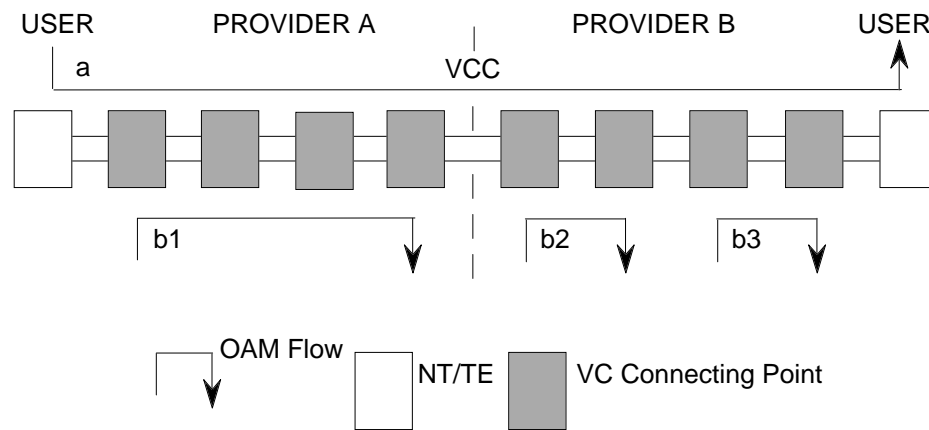 USER PROVIDER A PROVIDER B USER
a VCC
b1 b2 b3
OAM Flow
NT/TE VC Connecting Point